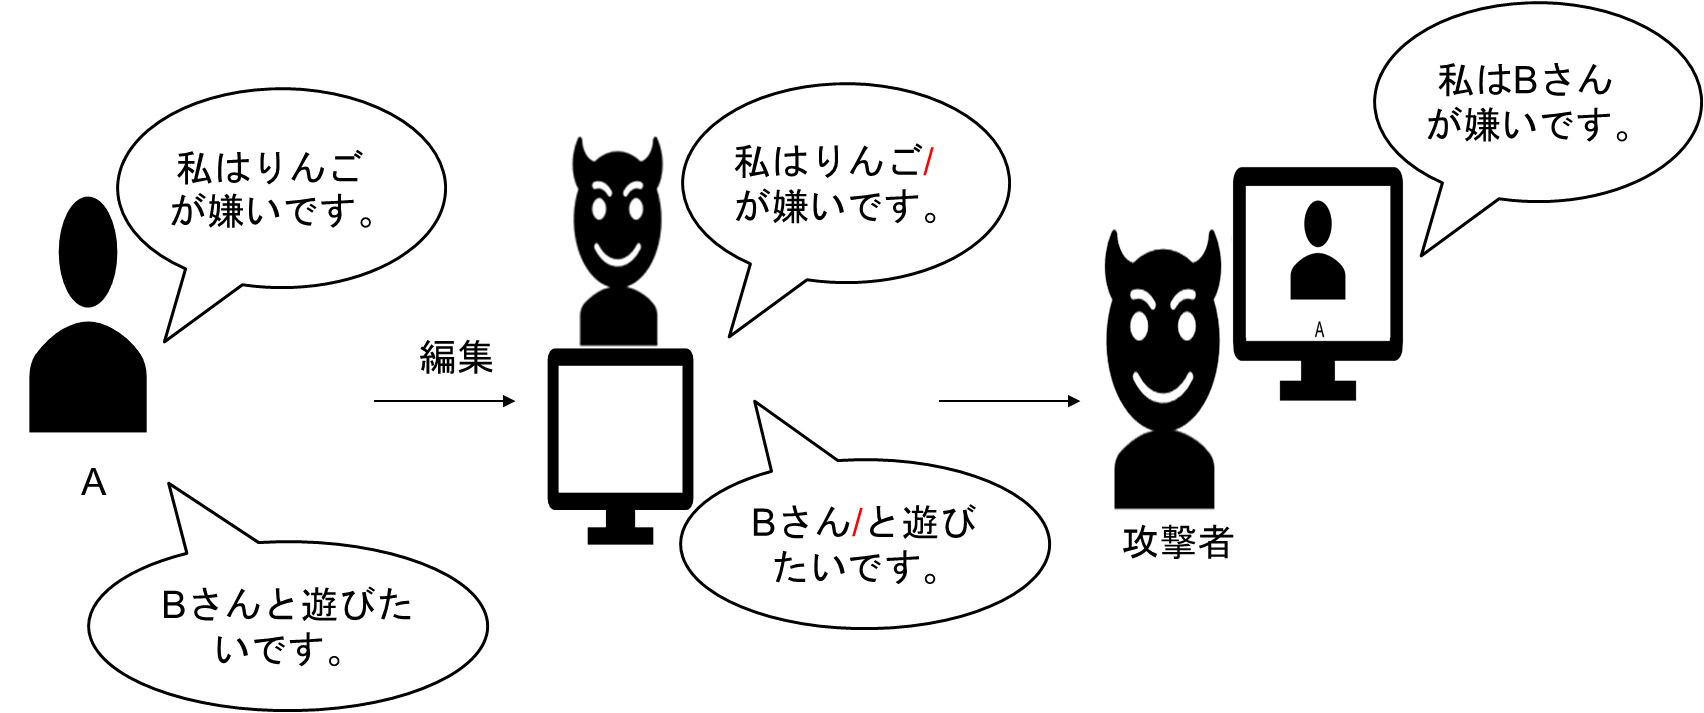 私はりんご
が嫌いです。
A
Bさんと遊びた
いです。
編集
私はりんご/
が嫌いです。
Bさん/と遊び
たいです。
私はBさん
が嫌いです。
A
攻撃者